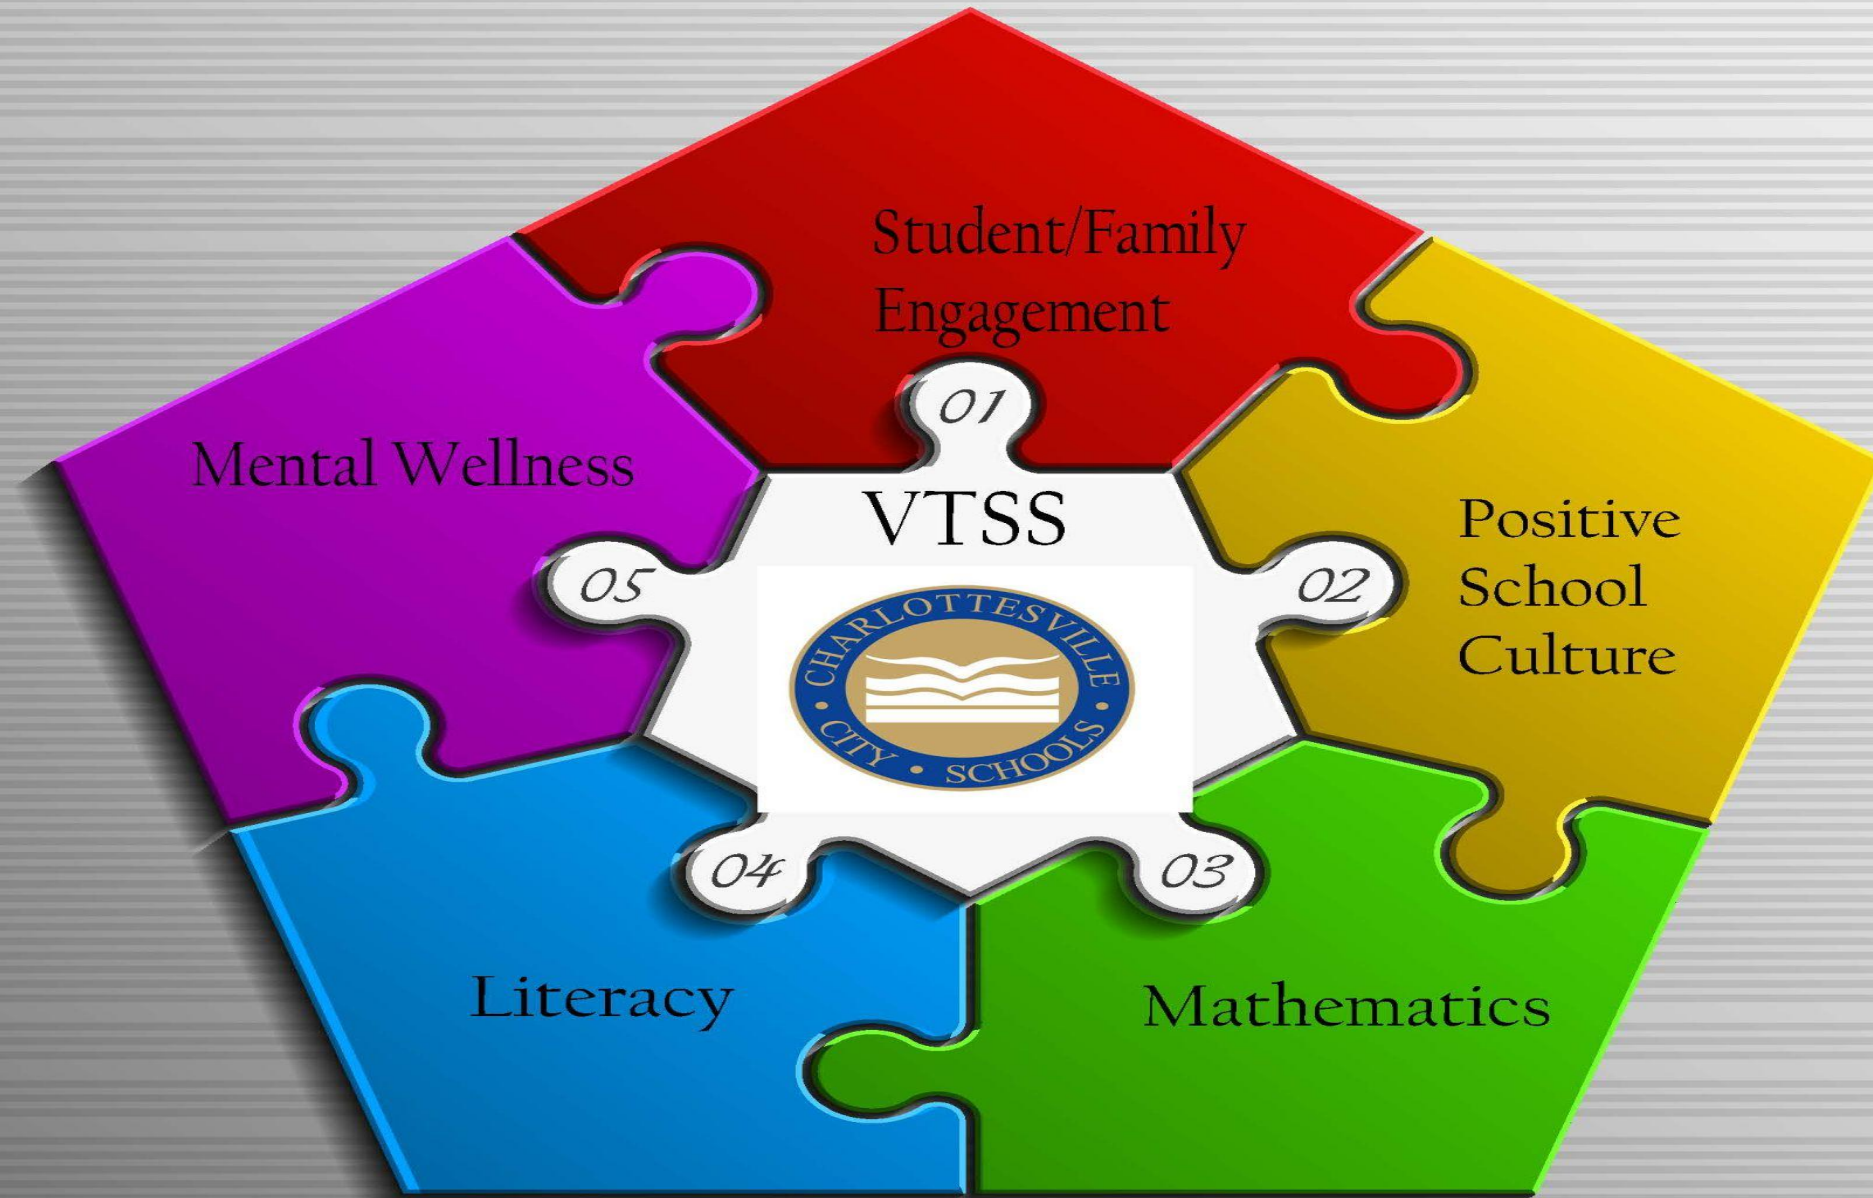 Student/Family
Engagement
01
Mental Wellness
VTSS
Positive
School
Culture
05
02
CHARLOTTESVILLE
CITY • SCHOOLS
04
03
Literacy
Mathematics